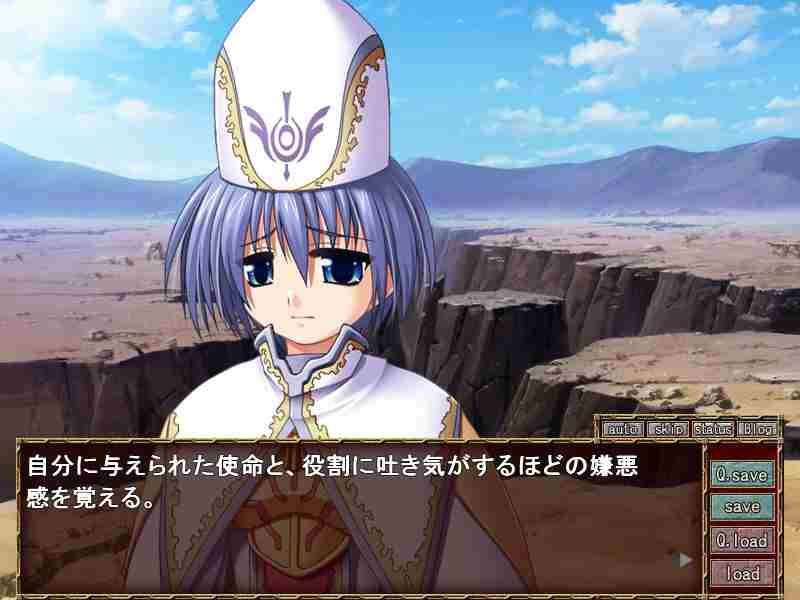 auto skip status Blog
自分に与えられた使命と、役割に吐き気がするほどの嫌悪
感を覚える。
Q.save
save
Q.load
load